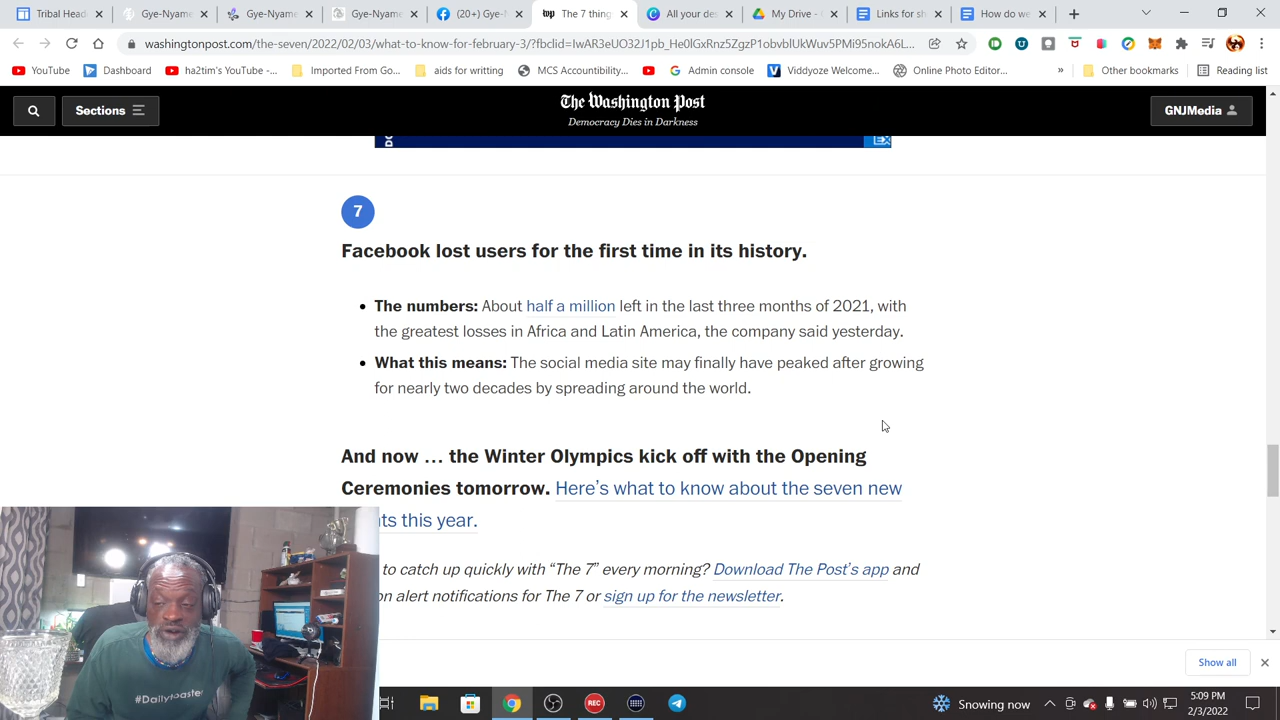 Tribal Head
Gye-Nyame
Gye-Nyame
Gye-Nyam
(20+) Gye-
The 7 thing
All your de
My Drive -
Links for sh
How do we
washingtonpost.com/the-seven/2022/02/03/what-to-know-for-february-3/?fbclid=IwAR3eUO32J1pb_He0lGxRnz5ZgzP1obvblUkWuv5PMi95nokA6L...
YouTube
Dashboard
ha2tim's YouTube -...
Imported From Go...
aids for writting
MCS Accountibility...
Admin console
Viddyoze Welcome...
Online Photo Editor...
»
Other bookmarks
Reading list
Sections
The Washington Post
Democracy Dies in Darkness
GNJMedia
7
Facebook lost users for the first time in its history.
• The numbers: About half a million left in the last three months of 2021, with
the greatest losses in Africa and Latin America, the company said yesterday.
• What this means: The social media site may finally have peaked after growing
for nearly two decades by spreading around the world.
And now … the Winter Olympics kick off with the Opening
Ceremonies tomorrow. Here's what to know about the seven new
ts this year.
to catch up quickly with “The 7” every morning? Download The Post's app and
on alert notifications for The 7 or sign up for the newsletter.
#Dailytoaster
Show all
REC
Snowing now
5:09 PM
2/3/2022